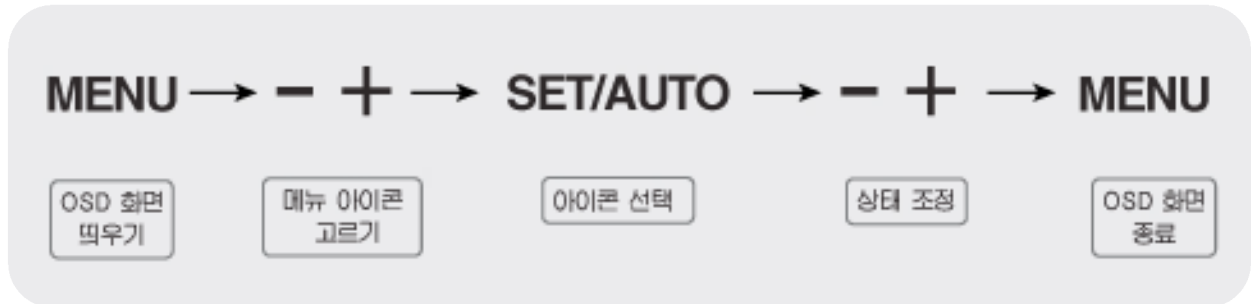 MENU → - + → SET/AUTO → - + → MENU
OSD 화면
띄우기
메뉴 아이콘
고르기
아이콘 선택
상태 조정
OSD 화면
종료